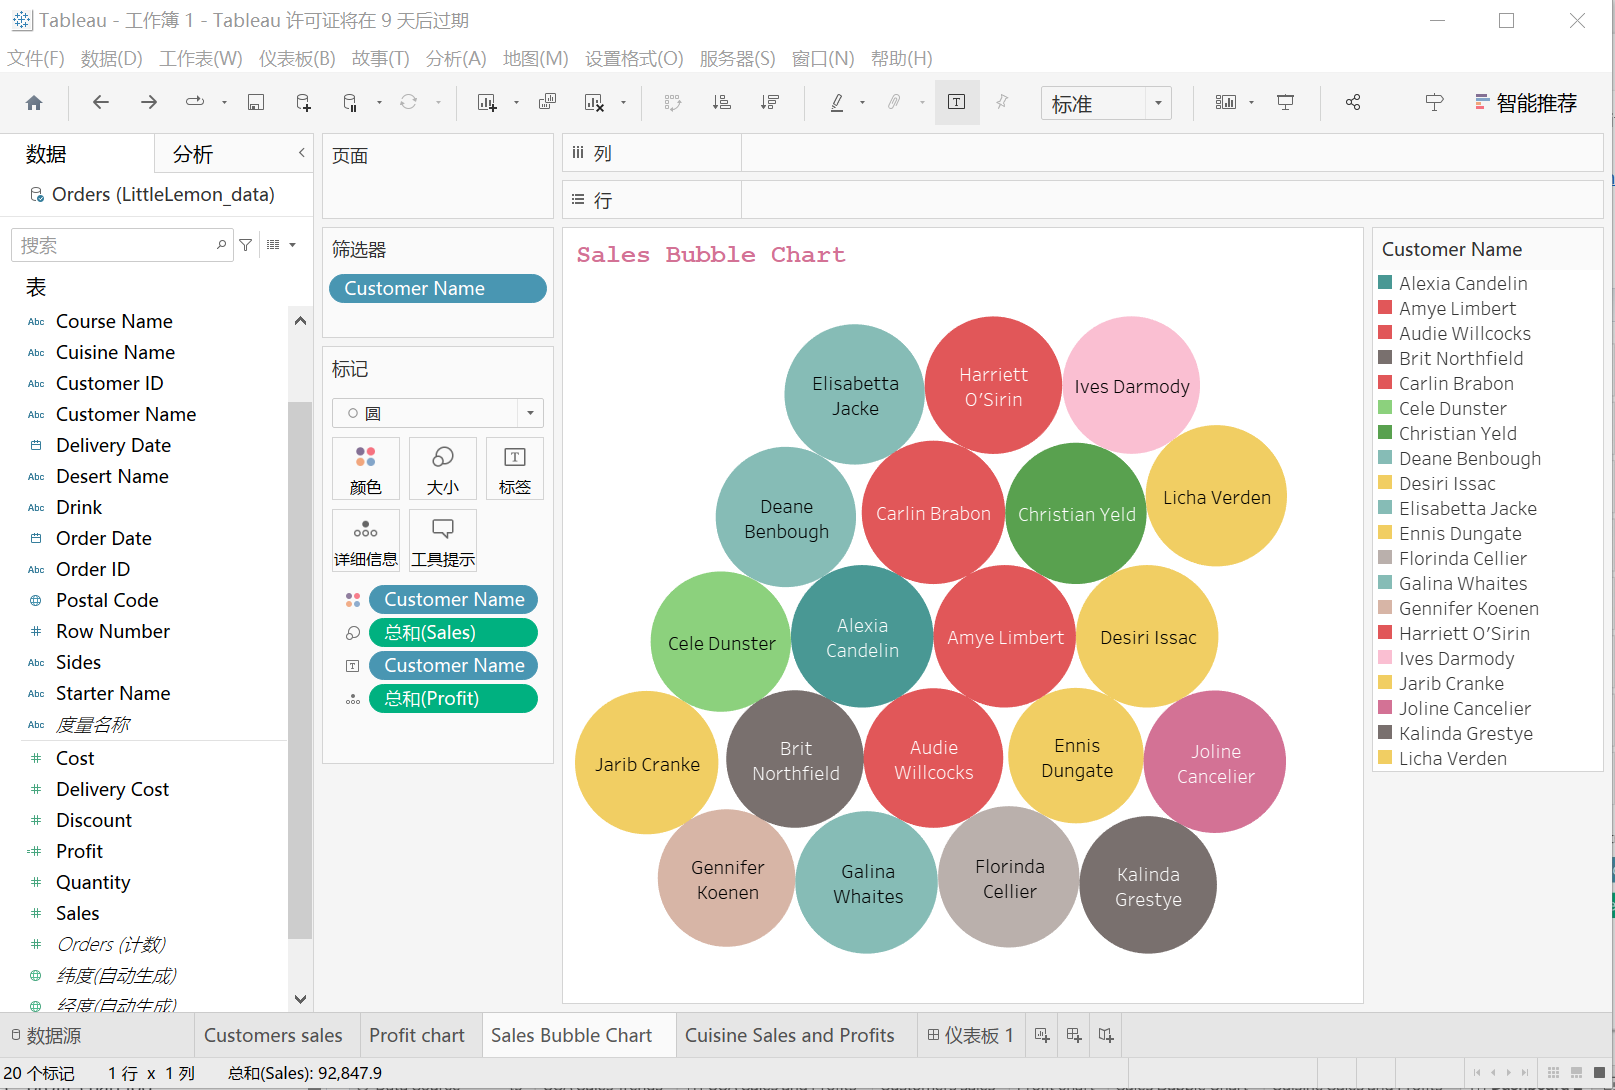 Tableau - 工作簿 1 - Tableau 许可证将在 9 天后过期
文件(F) 数据(D) 工作表(W) 仪表板(B) 故事(T) 分析(A) 地图(M) 设置格式(O) 服务器(S) 窗口(N) 帮助(H)
标准
智能推荐
数据
分析
Orders (LittleLemon_data)
搜索
表
Abc Course Name
Abc Cuisine Name
Abc Customer ID
Abc Customer Name
Delivery Date
Abc Desert Name
Abc Drink
Order Date
Abc Order ID
Postal Code
# Row Number
Abc Sides
Abc Starter Name
Abc 度量名称
# Cost
# Delivery Cost
# Discount
=# Profit
# Quantity
# Sales
# Orders (计数)
纬度(自动生成)
经度(自动生成)
页面
筛选器
Customer Name
标记
圆
颜色
大小
标签
详细信息
工具提示
Customer Name
总和(Sales)
Customer Name
总和(Profit)
iii 列
行
Sales Bubble Chart
Elisabetta
Jacke
Harriett
O'Sirin
Ives Darmody
Deane
Benbough
Carlin Brabon
Christian Yeld
Licha Verden
Cele Dunster
Alexia
Candelin
Amye Limbert
Desiri Issac
Jarib Cranke
Brit
Northfield
Audie
Willcocks
Ennis
Dungate
Joline
Cancelier
Gennifer
Koenen
Galina
Whaites
Florinda
Cellier
Kalinda
Grestye
Customer Name
Alexia Candelin
Amye Limbert
Audie Willcocks
Brit Northfield
Carlin Brabon
Cele Dunster
Christian Yeld
Deane Benbough
Desiri Issac
Elisabetta Jacke
Ennis Dungate
Florinda Cellier
Galina Whaites
Gennifer Koenen
Harriett O'Sirin
Ives Darmody
Jarib Cranke
Joline Cancelier
Kalinda Grestye
Licha Verden
数据源
Customers sales
Profit chart
Sales Bubble Chart
Cuisine Sales and Profits
仪表板 1
20 个标记 1 行 x 1 列 总和(Sales): 92,847.9